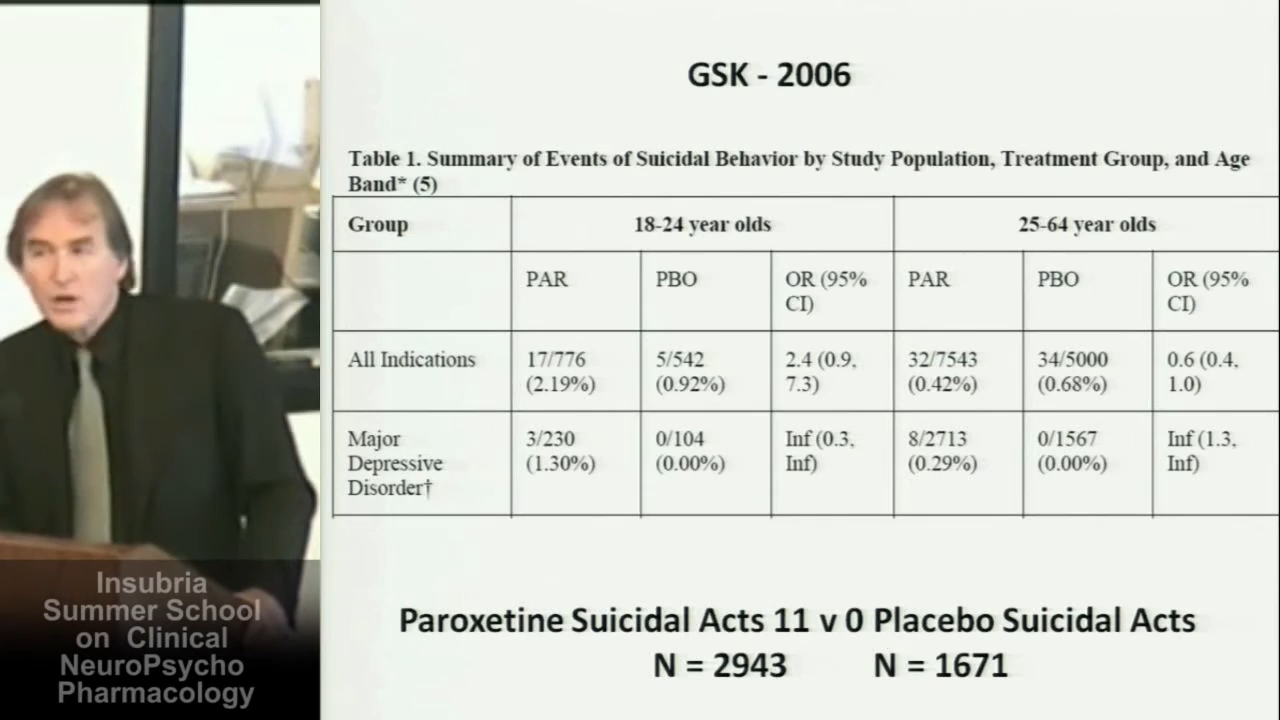 GSK - 2006
Table 1. Summary of Events of Suicidal Behavior by Study Population, Treatment Group, and Age
Band* (5)
Group 18-24 year olds 25-64 year olds
PAR PBO OR (95% CI) PAR PBO OR (95% CI)
All Indications 17/776 (2.19%) 5/542 (0.92%) 2.4 (0.9, 7.3) 32/7543 (0.42%) 34/5000 (0.68%) 0.6 (0.4, 1.0)
Major Depressive Disorder† 3/230 (1.30%) 0/104 (0.00%) Inf (0.3, Inf) 8/2713 (0.29%) 0/1567 (0.00%) Inf (1.3, Inf)
Paroxetine Suicidal Acts 11 v 0 Placebo Suicidal Acts
N = 2943 N = 1671
Insubria
Summer School
on Clinical
NeuroPsycho
Pharmacology